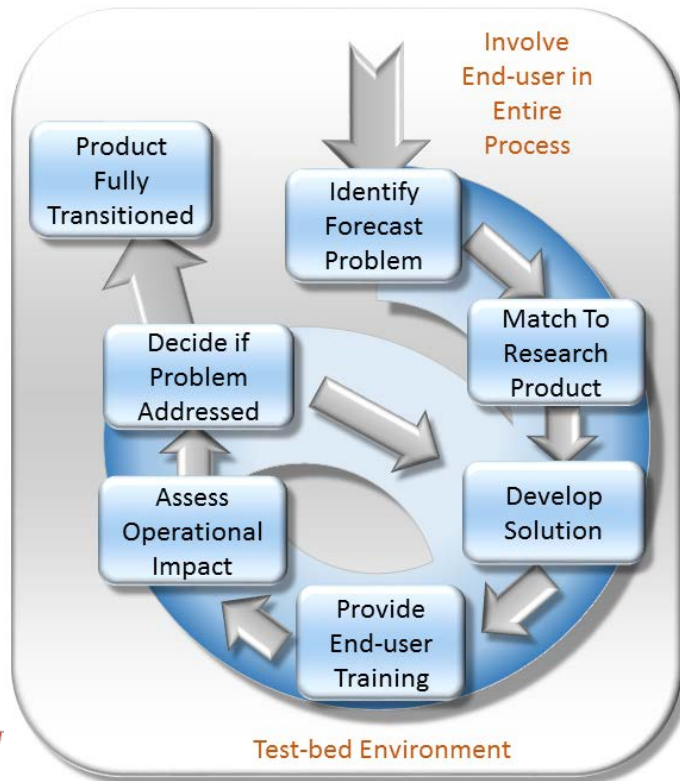 Involve
End-user in
Entire
Process
Product
Fully
Transitioned
Identify
Forecast
Problem
Match To
Research
Product
Decide if
Problem
Addressed
Develop
Solution
Assess
Operational
Impact
Provide
End-user
Training
Test-bed Environment